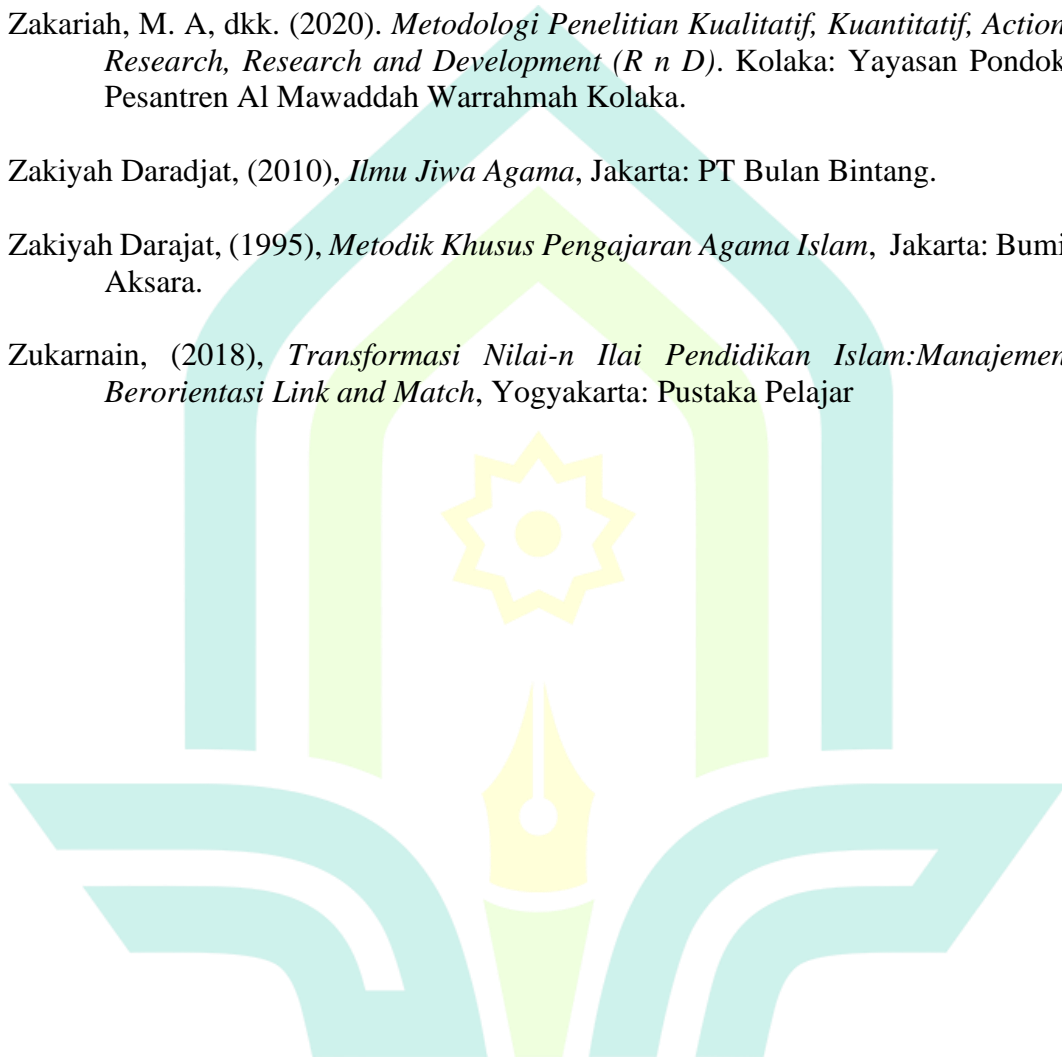 Zakariah, M. A, dkk. (2020). Metodologi Penelitian Kualitatif, Kuantitatif, Action
Research, Research and Development (R n D). Kolaka: Yayasan Pondok
Pesantren Al Mawaddah Warrahmah Kolaka.
Zakiyah Daradjat, (2010), Ilmu Jiwa Agama, Jakarta: PT Bulan Bintang.
Zakiyah Darajat, (1995), Metodik Khusus Pengajaran Agama Islam, Jakarta: Bumi
Aksara.
Zukarnain, (2018), Transformasi Nilai-n Ilai Pendidikan Islam:Manajemen
Berorientasi Link and Match, Yogyakarta: Pustaka Pelajar